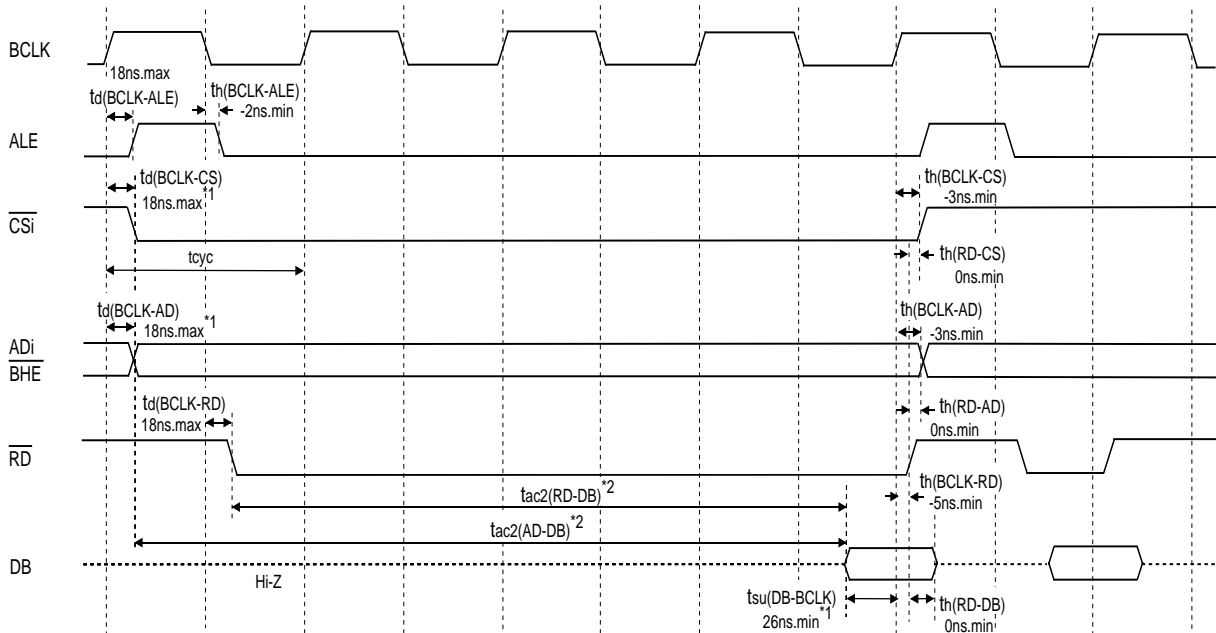 BCLK
18ns.max
td(BCLK-ALE)
th(BCLK-ALE)
-2ns.min
ALE
td(BCLK-CS)
18ns.max*1
th(BCLK-CS)
-3ns.min
CSi
tcyc
th(RD-CS)
0ns.min
td(BCLK-AD)
18ns.max*1
th(BCLK-AD)
-3ns.min
ADi
BHE
td(BCLK-RD)
18ns.max
th(RD-AD)
0ns.min
RD
th(BCLK-RD)
-5ns.min
tac2(RD-DB)*2
tac2(AD-DB)*2
DB
Hi-Z
tsu(DB-BCLK)
26ns.min*1
th(RD-DB)
0ns.min